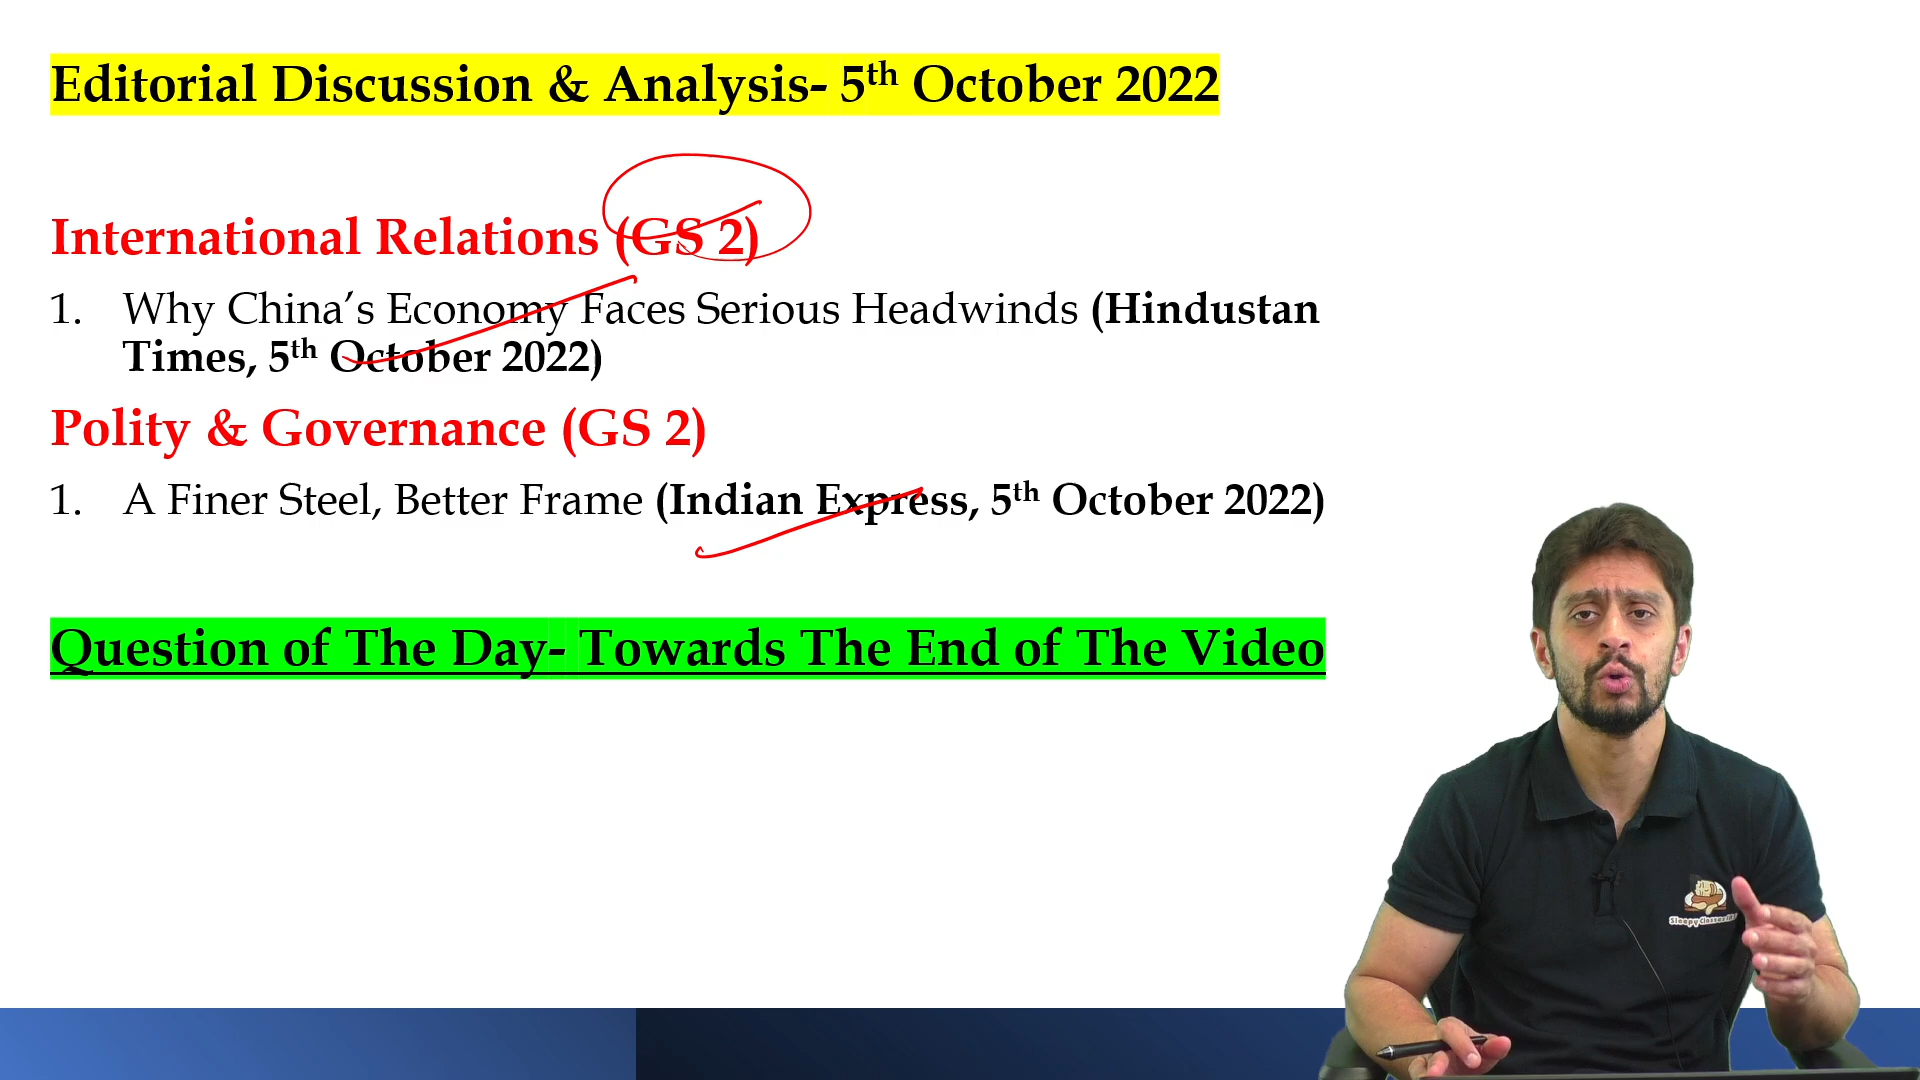 Editorial Discussion & Analysis- 5th October 2022
International Relations (GS 2)
1. Why China’s Economy Faces Serious Headwinds (Hindustan
Times, 5th October 2022)
Polity & Governance (GS 2)
1. A Finer Steel, Better Frame (Indian Express, 5th October 2022)
Question of The Day- Towards The End of The Video
Sleepy Classes